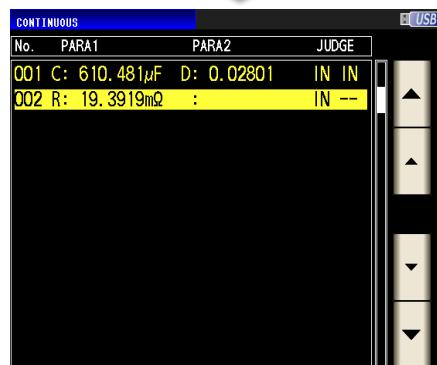 CONTINUOUS USB
No. PARA1 PARA2 JUDGE
001 C: 610.481μF D: 0.02801 IN IN
002 R: 19.3919mΩ : IN --